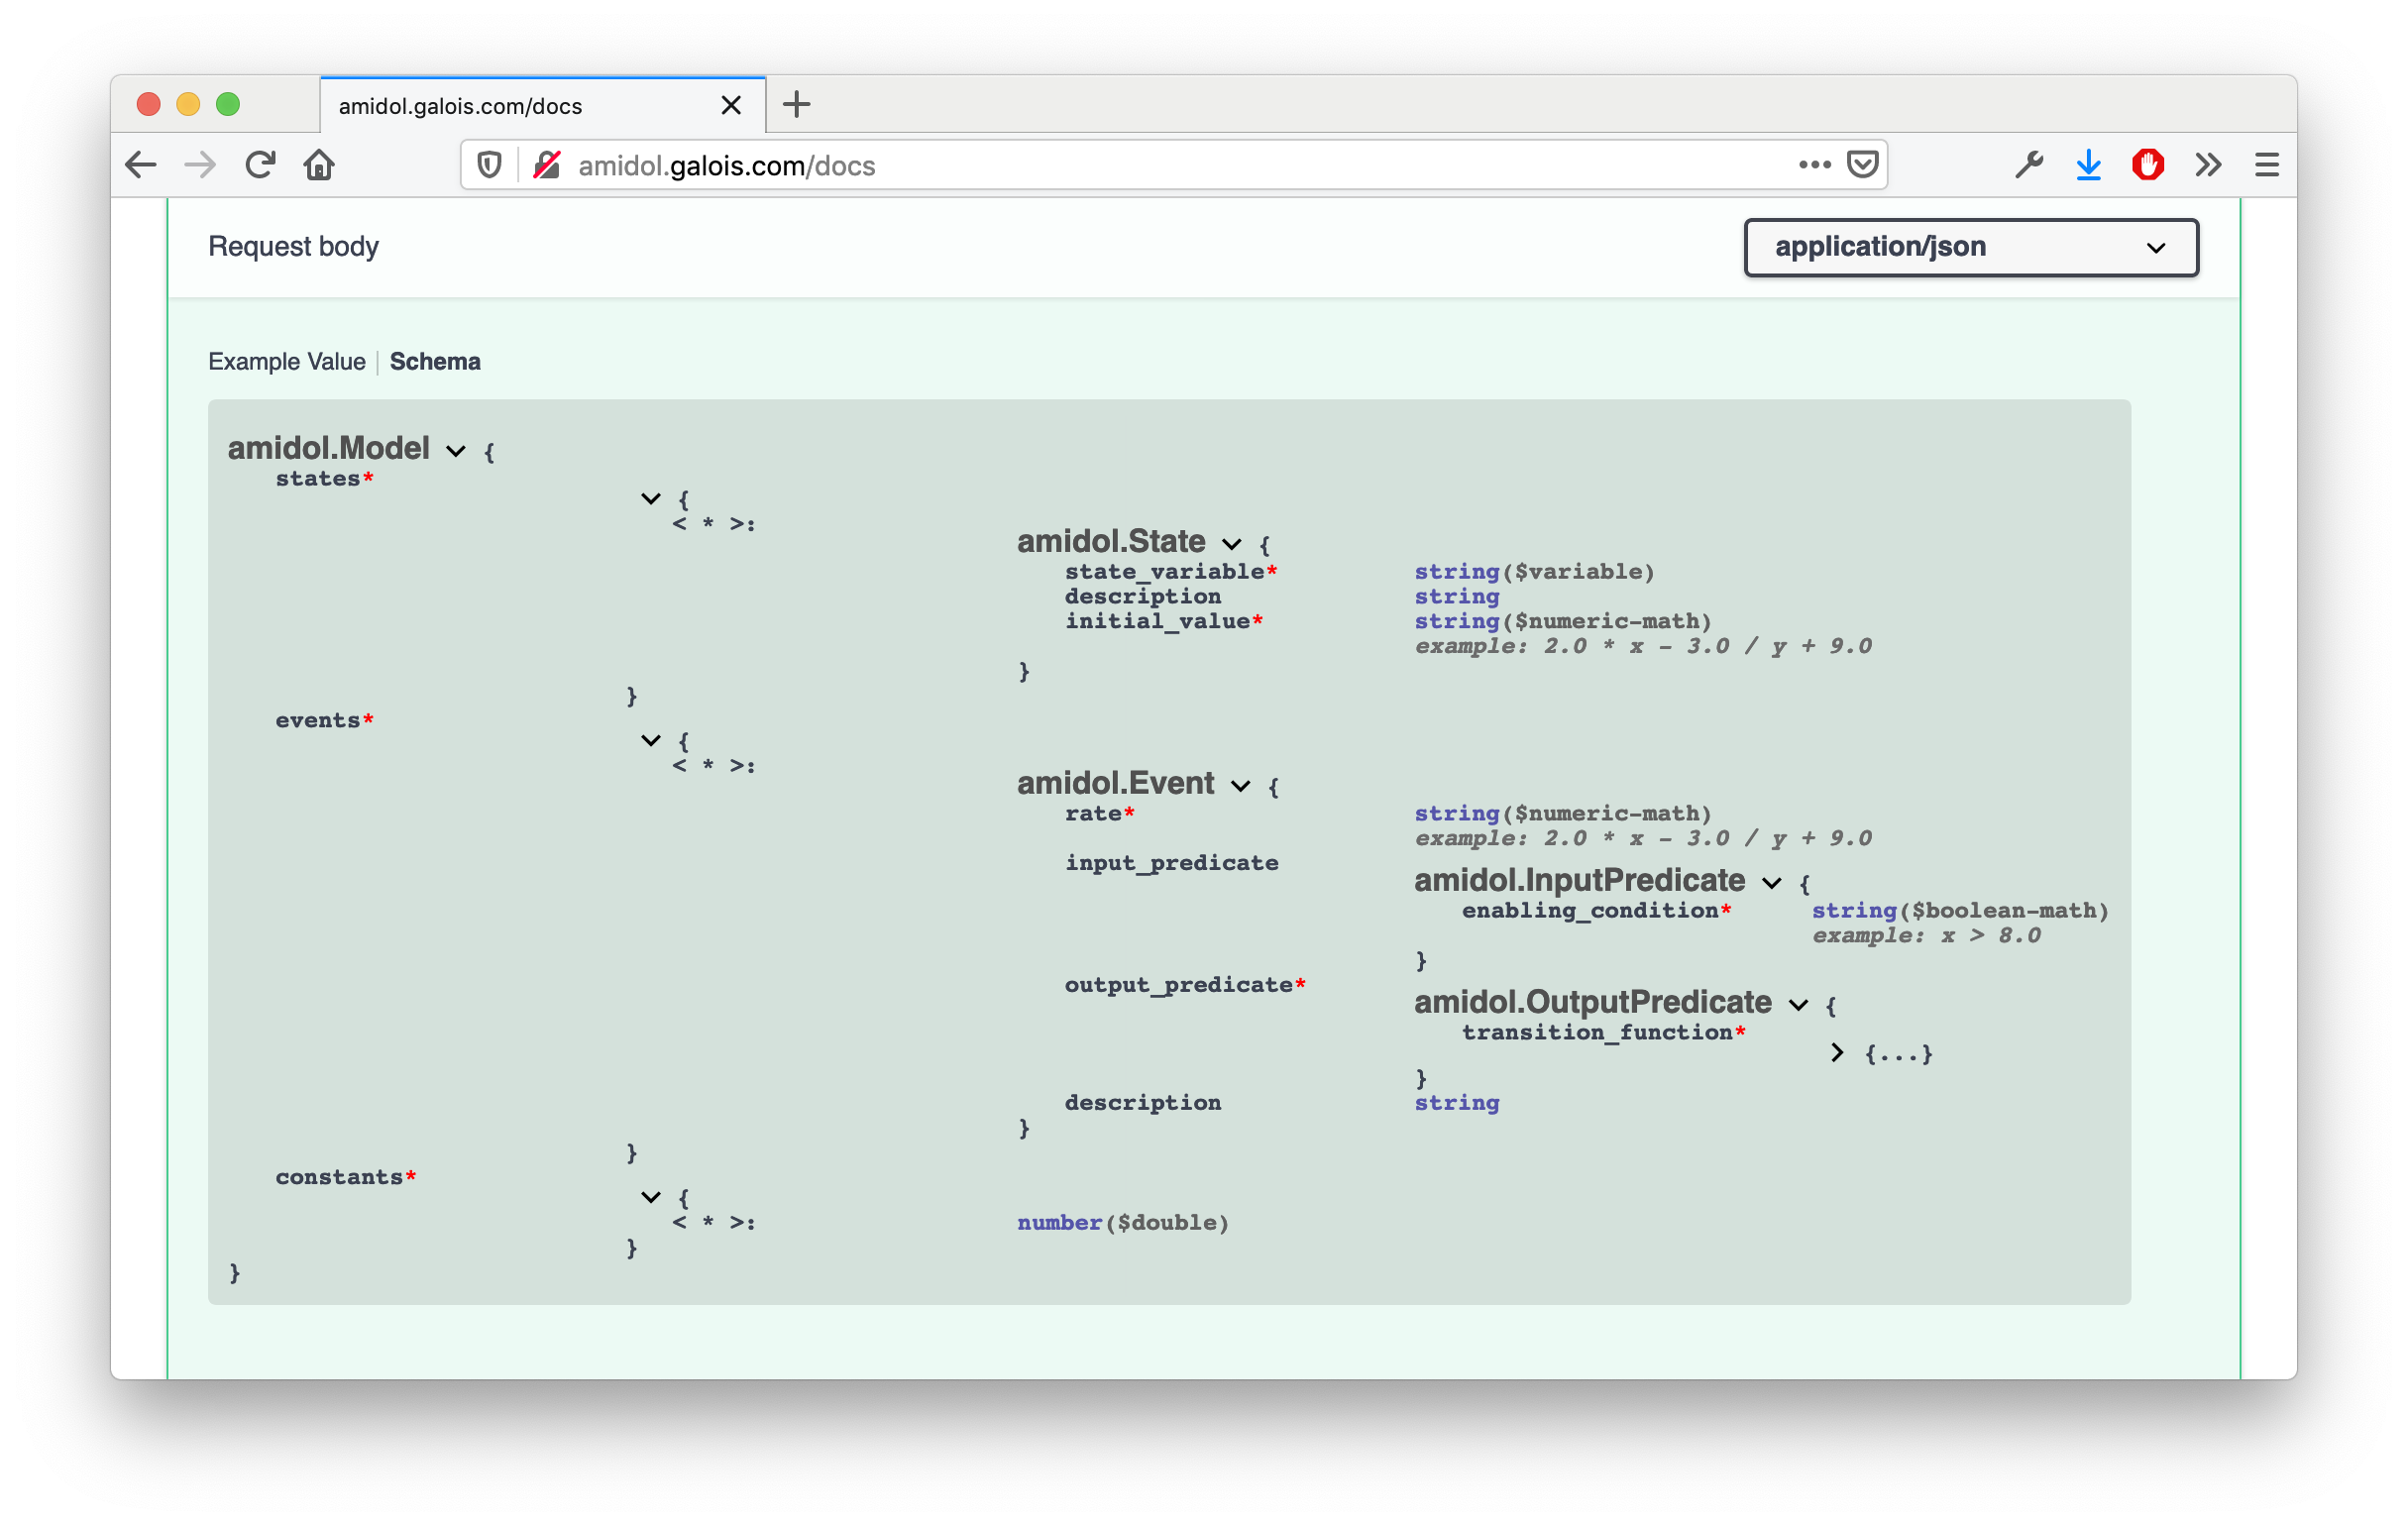 amidol.galois.com/docs
amidol.galois.com/docs
Request body
application/json
Example Value | Schema
amidol.Model {
states*
{
< * >:
amidol.State {
state_variable* string($variable)
description string
initial_value* string($numeric-math)
example: 2.0 * x - 3.0 / y + 9.0
}
}
events*
{
< * >:
amidol.Event {
rate* string($numeric-math)
example: 2.0 * x - 3.0 / y + 9.0
input_predicate
amidol.InputPredicate {
enabling_condition* string($boolean-math)
example: x > 8.0
}
output_predicate*
amidol.OutputPredicate {
transition_function*
{...}
}
description string
}
}
constants*
{
< * >: number($double)
}
}